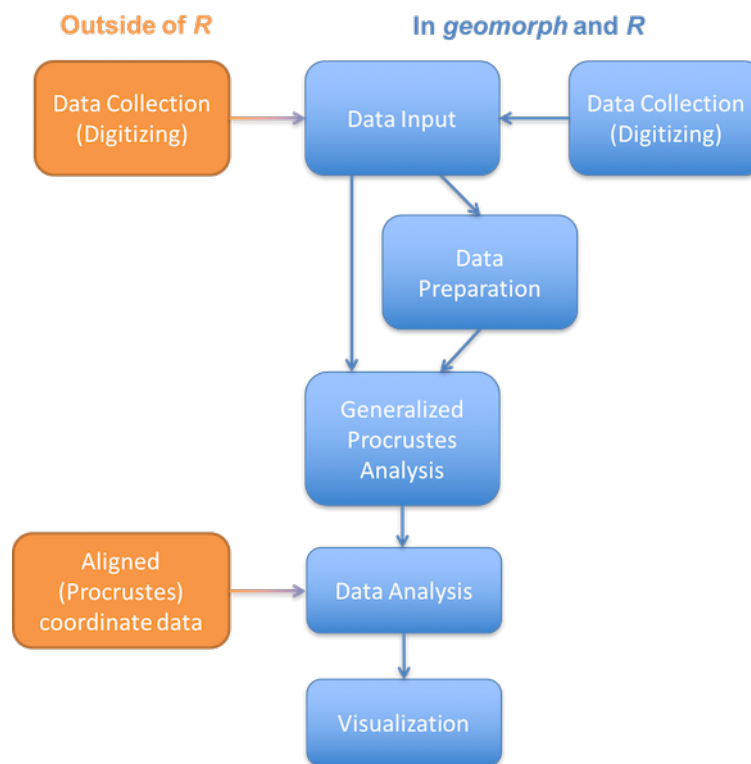 Outside of R
In geomorph and R
Data Collection
(Digitizing)
Data Input
Data Collection
(Digitizing)
Data
Preparation
Generalized
Procrustes
Analysis
Aligned
(Procrustes)
coordinate data
Data Analysis
Visualization